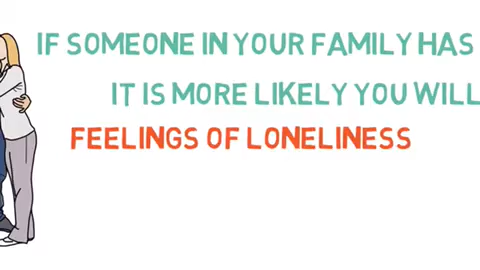 IF SOMEONE IN YOUR FAMILY HAS
IT IS MORE LIKELY YOU WILL
FEELINGS OF LONELINESS